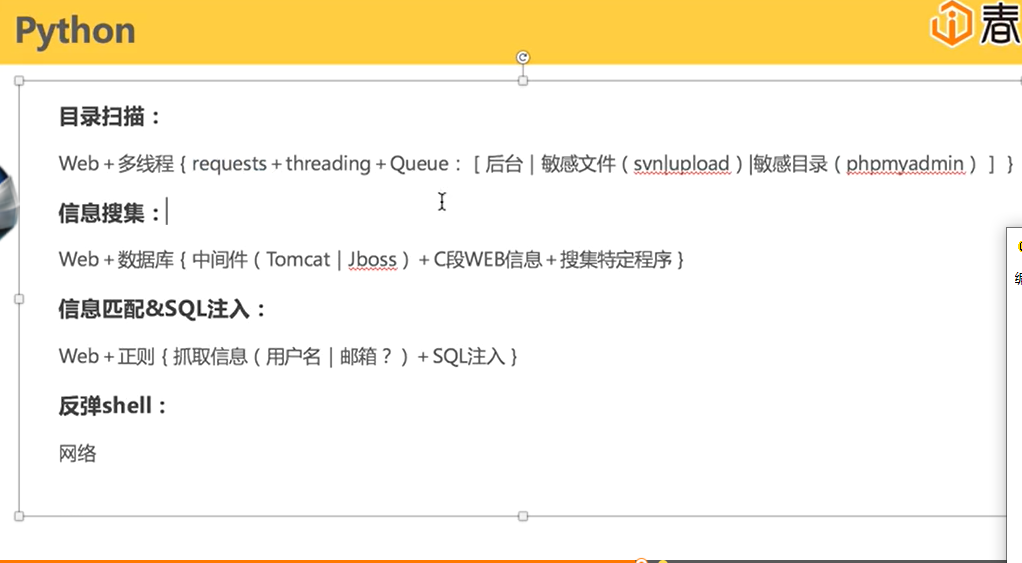 Python
春
目录扫描：
Web＋多线程｛requests＋threading＋Queue：［后台｜敏感文件（svn|upload）|敏感目录（phpmyadmin）］｝
信息搜集：
Web＋数据库｛中间件（Tomcat｜Jboss）＋C段WEB信息＋搜集特定程序｝
信息匹配&SQL注入：
Web＋正则｛抓取信息（用户名｜邮箱？）＋SQL注入｝
反弹shell：
网络